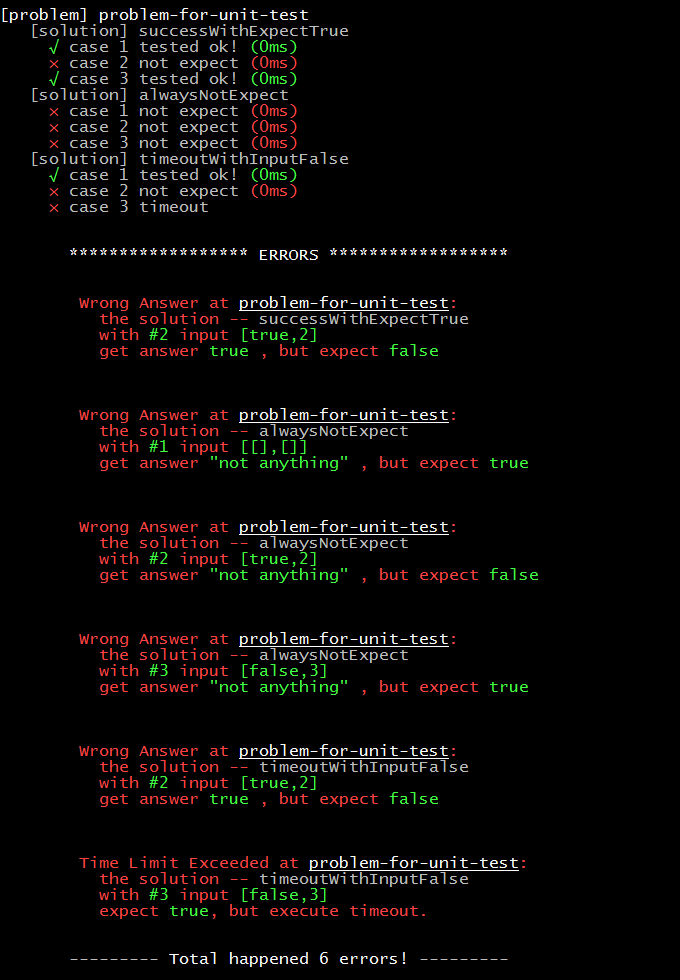 [problem] problem-for-unit-test
[solution] successWithExpectTrue
√ case 1 tested ok! (0ms)
× case 2 not expect (0ms)
√ case 3 tested ok! (0ms)
[solution] alwaysNotExpect
× case 1 not expect (0ms)
× case 2 not expect (0ms)
× case 3 not expect (0ms)
[solution] timeoutWithInputFalse
√ case 1 tested ok! (0ms)
× case 2 not expect (0ms)
× case 3 timeout
****************** ERRORS ******************
Wrong Answer at problem-for-unit-test:
the solution -- successWithExpectTrue
with #2 input [true,2]
get answer true , but expect false
Wrong Answer at problem-for-unit-test:
the solution -- alwaysNotExpect
with #1 input [[],[]]
get answer "not anything" , but expect true
Wrong Answer at problem-for-unit-test:
the solution -- alwaysNotExpect
with #2 input [true,2]
get answer "not anything" , but expect false
Wrong Answer at problem-for-unit-test:
the solution -- alwaysNotExpect
with #3 input [false,3]
get answer "not anything" , but expect true
Wrong Answer at problem-for-unit-test:
the solution -- timeoutWithInputFalse
with #2 input [true,2]
get answer true , but expect false
Time Limit Exceeded at problem-for-unit-test:
the solution -- timeoutWithInputFalse
with #3 input [false,3]
expect true, but execute timeout.
--------- Total happened 6 errors! ---------